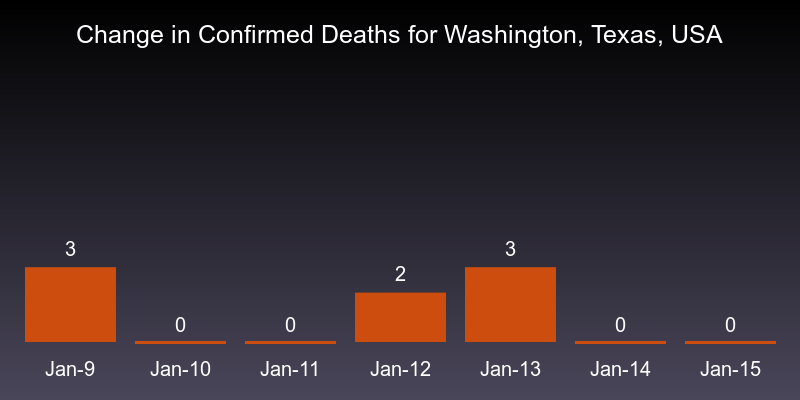 Change in Confirmed Deaths for Washington, Texas, USA
3 0 0 2 3 0 0
Jan-9 Jan-10 Jan-11 Jan-12 Jan-13 Jan-14 Jan-15